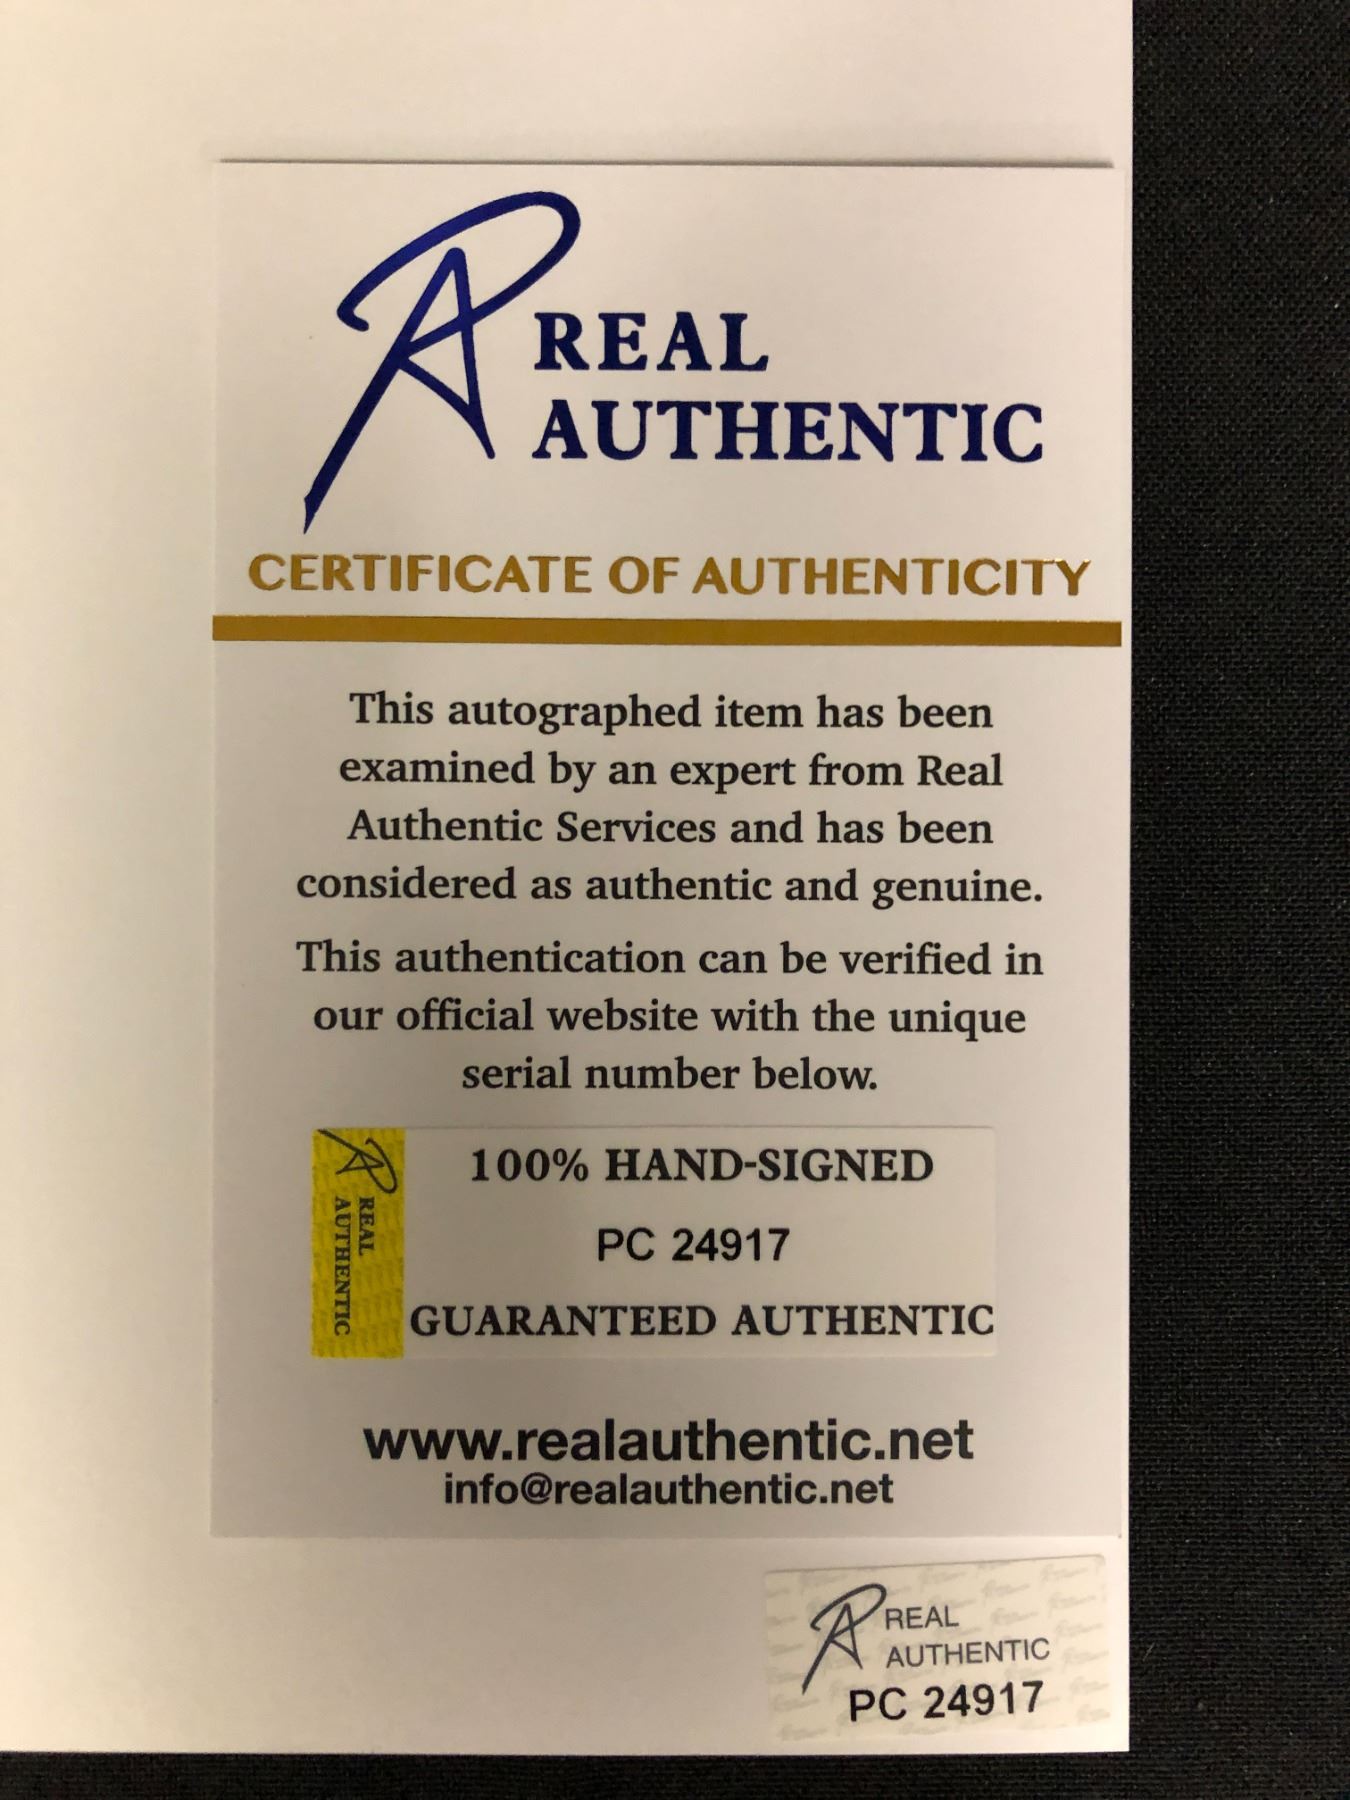 REAL
AUTHENTIC
CERTIFICATE OF AUTHENTICITY
This autographed item has been
examined by an expert from Real
Authentic Services and has been
considered as authentic and genuine.
This authentication can be verified in
our official website with the unique
serial number below.
REAL
AUTHENTIC
100% HAND-SIGNED
PC 24917
GUARANTEED AUTHENTIC
www.realauthentic.net
info@realauthentic.net
REAL
AUTHENTIC
PC 24917